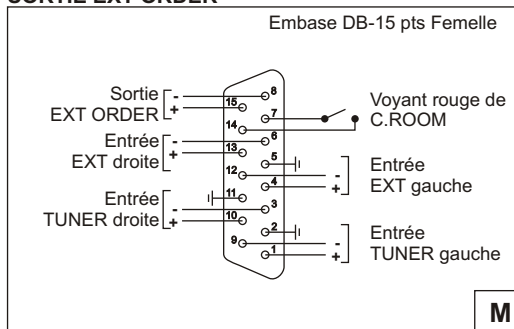 SORTIE EXT ORDER
Embase DB-15 pts Femelle
Sortie - 8
EXT ORDER + 15
7 Voyant rouge de
14 C.ROOM
Entrée - 6
EXT droite + 13
5 Entrée
12 -
4 + EXT gauche
11
Entrée - 3
TUNER droite + 10
2 Entrée
9 -
1 + TUNER gauche
M